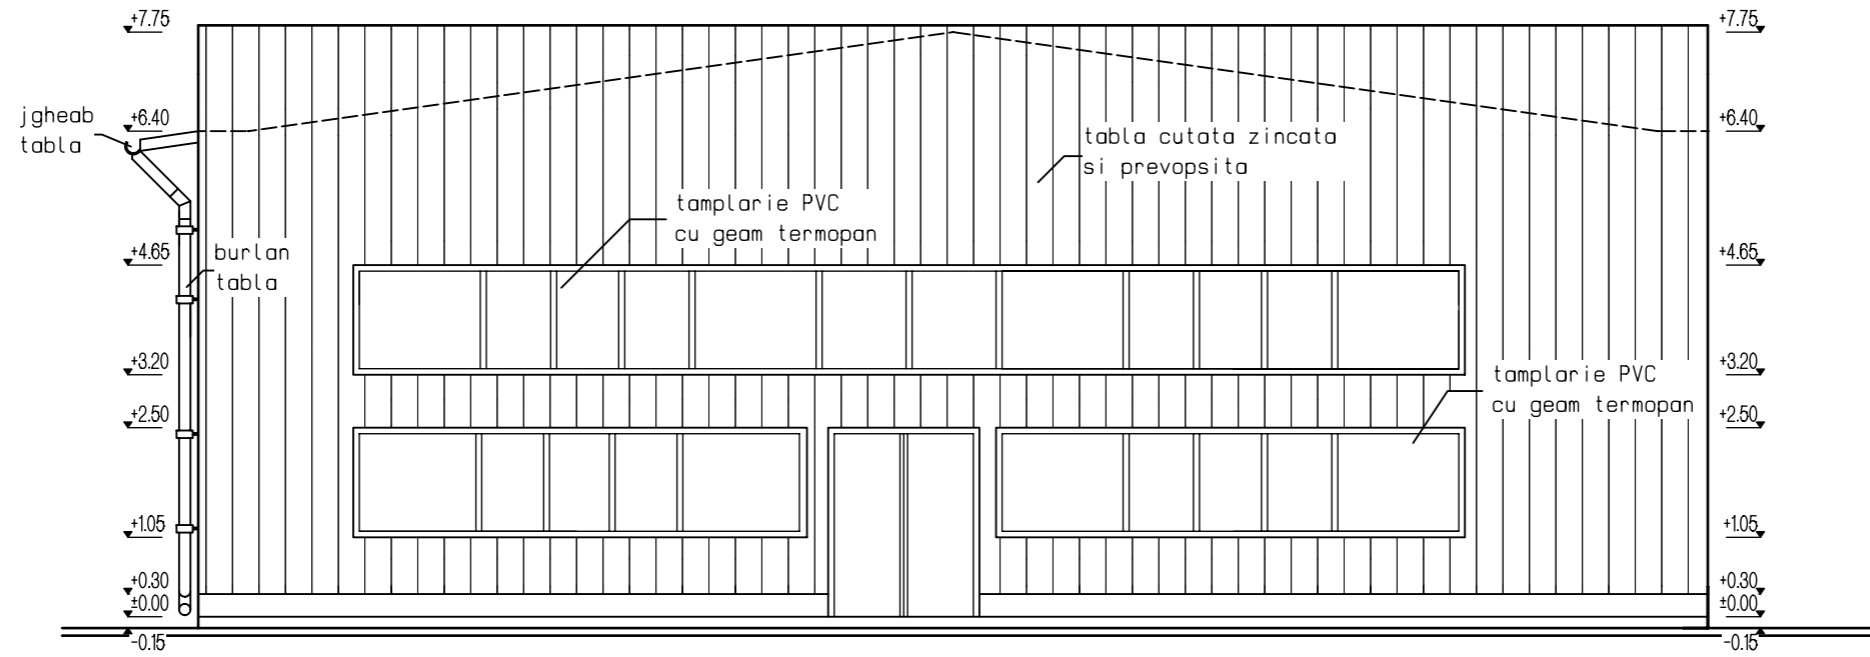 +7.75
+7.75
jgheab
tabla
+6.40
+6.40
tabla cutata zincata
si prevopsita
tamplarie PVC
cu geam termopan
burlan
tabla
+4.65
+4.65
+3.20
+3.20
tamplarie PVC
cu geam termopan
+2.50
+2.50
+1.05
+1.05
+0.30
+0.30
±0.00
±0.00
-0.15
-0.15